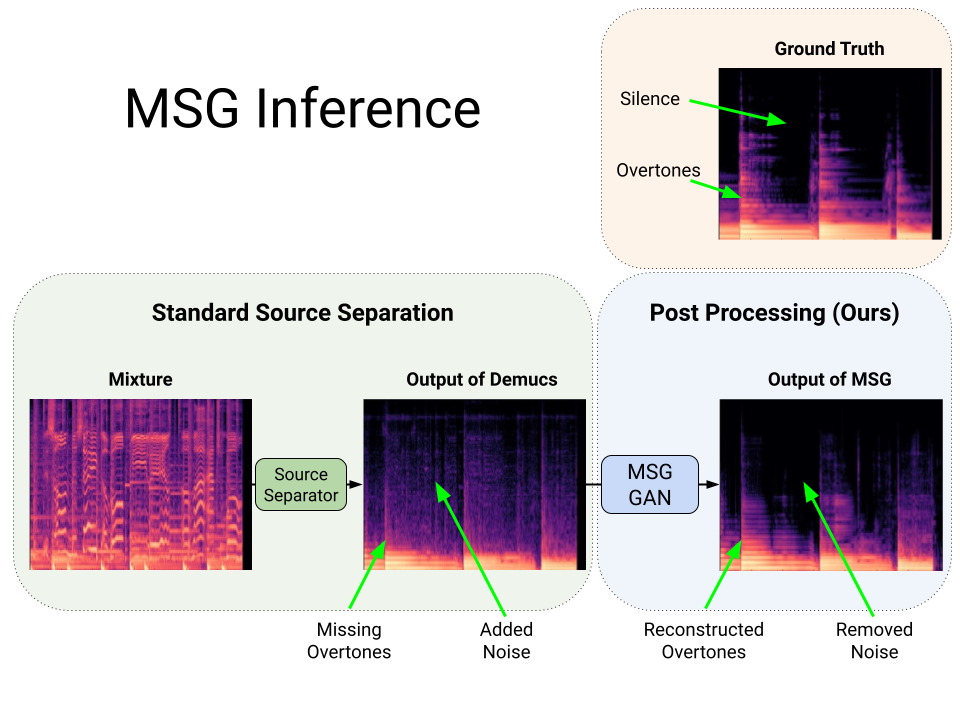 MSG Inference
Ground Truth
Silence
Overtones
Standard Source Separation
Post Processing (Ours)
Mixture
Output of Demucs
Output of MSG
Source
Separator
MSG
GAN
Missing
Overtones
Added
Noise
Reconstructed
Overtones
Removed
Noise